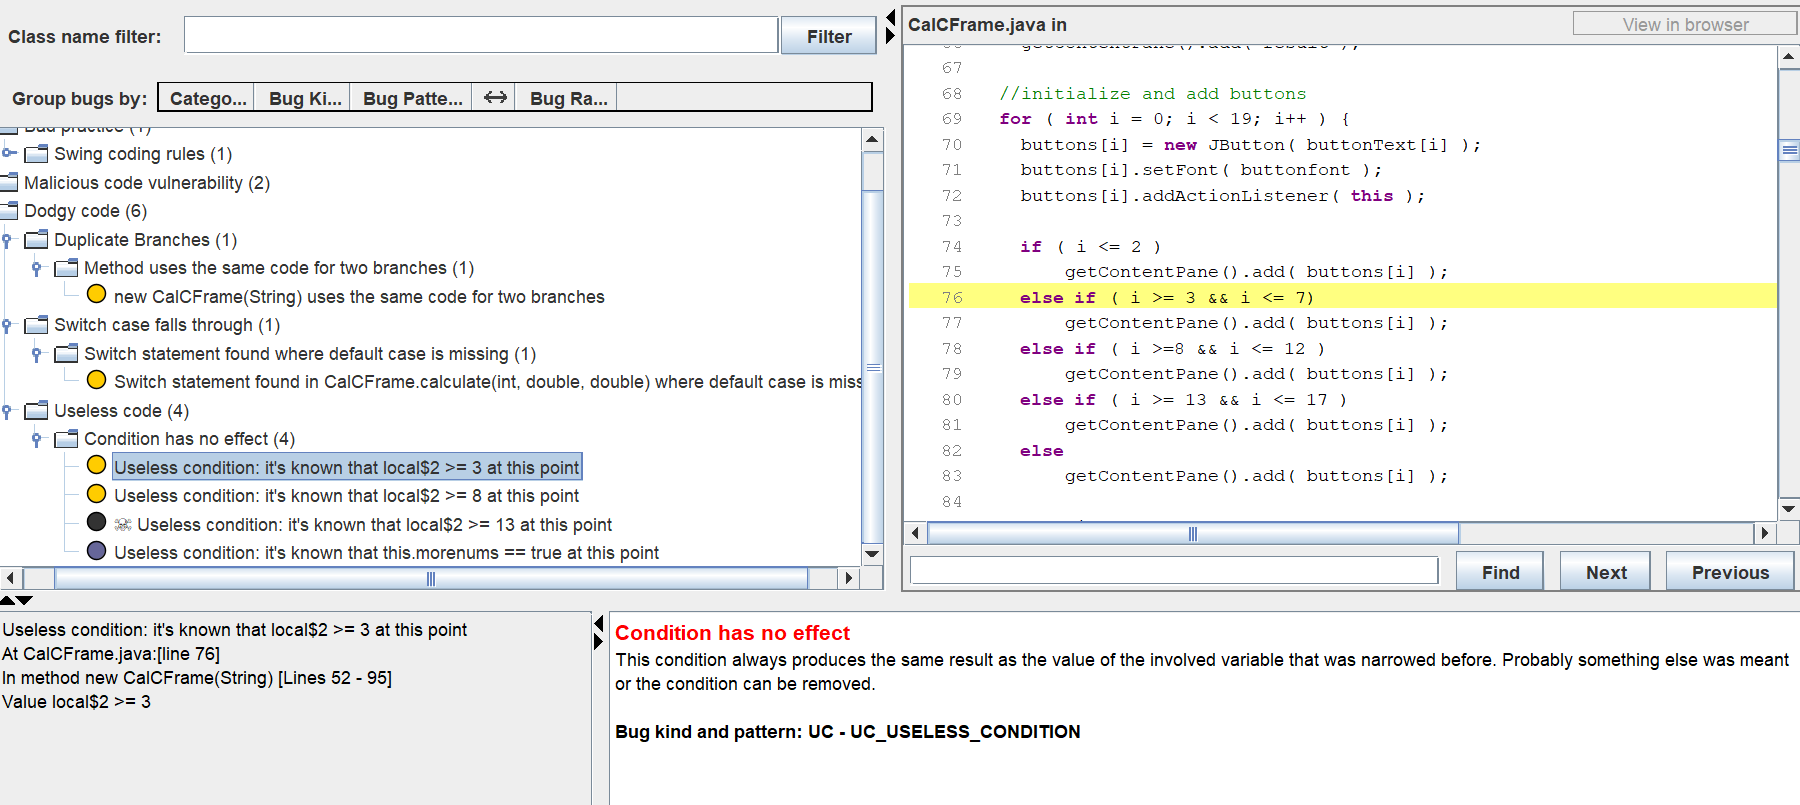 Class name filter:
Filter
Group bugs by:
Catego...
Bug Ki...
Bug Patte...
Bug Ra...
Bad practice (1)
Swing coding rules (1)
Malicious code vulnerability (2)
Dodgy code (6)
Duplicate Branches (1)
Method uses the same code for two branches (1)
new CalCFrame(String) uses the same code for two branches
Switch case falls through (1)
Switch statement found where default case is missing (1)
Switch statement found in CalCFrame.calculate(int, double, double) where default case is miss
Useless code (4)
Condition has no effect (4)
Useless condition: it's known that local$2 >= 3 at this point
Useless condition: it's known that local$2 >= 8 at this point
Useless condition: it's known that local$2 >= 13 at this point
Useless condition: it's known that this.morenums == true at this point
CalCFrame.java in
View in browser
66 getContentPane().add( result );
67
68 //initialize and add buttons
69 for ( int i = 0; i < 19; i++ ) {
70 buttons[i] = new JButton( buttonText[i] );
71 buttons[i].setFont( buttonfont );
72 buttons[i].addActionListener( this );
73
74 if ( i <= 2 )
75 getContentPane().add( buttons[i] );
76 else if ( i >= 3 && i <= 7)
77 getContentPane().add( buttons[i] );
78 else if ( i >=8 && i <= 12 )
79 getContentPane().add( buttons[i] );
80 else if ( i >= 13 && i <= 17 )
81 getContentPane().add( buttons[i] );
82 else
83 getContentPane().add( buttons[i] );
84
Find
Next
Previous
Useless condition: it's known that local$2 >= 3 at this point
At CalCFrame.java:[line 76]
In method new CalCFrame(String) [Lines 52 - 95]
Value local$2 >= 3
Condition has no effect
This condition always produces the same result as the value of the involved variable that was narrowed before. Probably something else was meant
or the condition can be removed.
Bug kind and pattern: UC - UC_USELESS_CONDITION